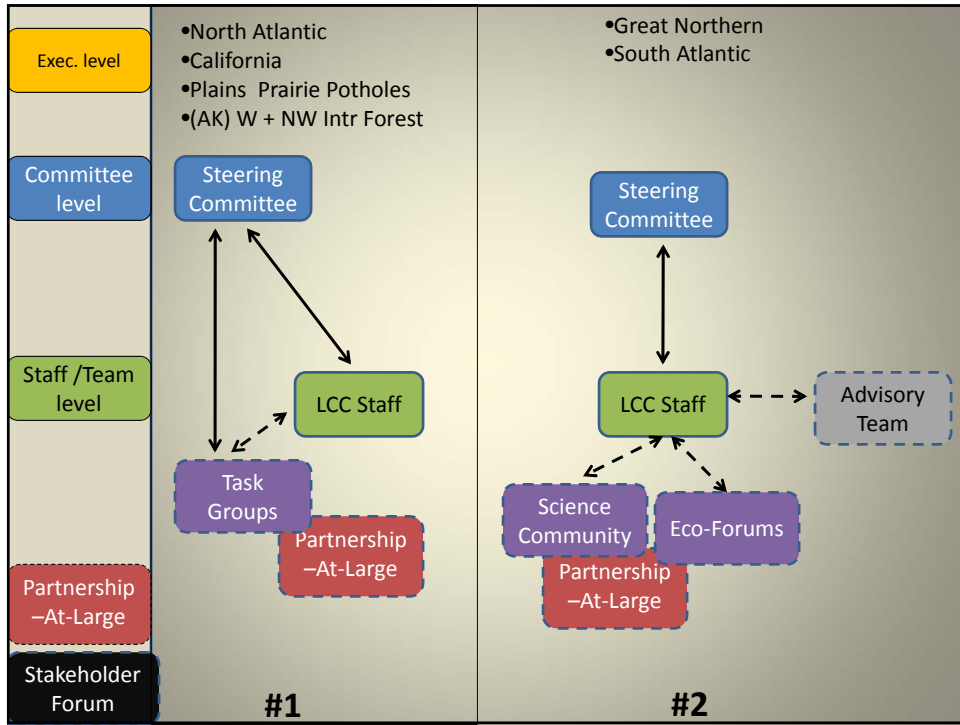 Exec. level
Committee
level
Staff /Team
level
Partnership
–At-Large
Stakeholder
Forum
•North Atlantic
•California
•Plains Prairie Potholes
•(AK) W + NW Intr Forest
Steering
Committee
LCC Staff
Task
Groups
Partnership
–At-Large
#1
•Great Northern
•South Atlantic
Steering
Committee
LCC Staff
Advisory
Team
Science
Community
Eco-Forums
Partnership
–At-Large
#2